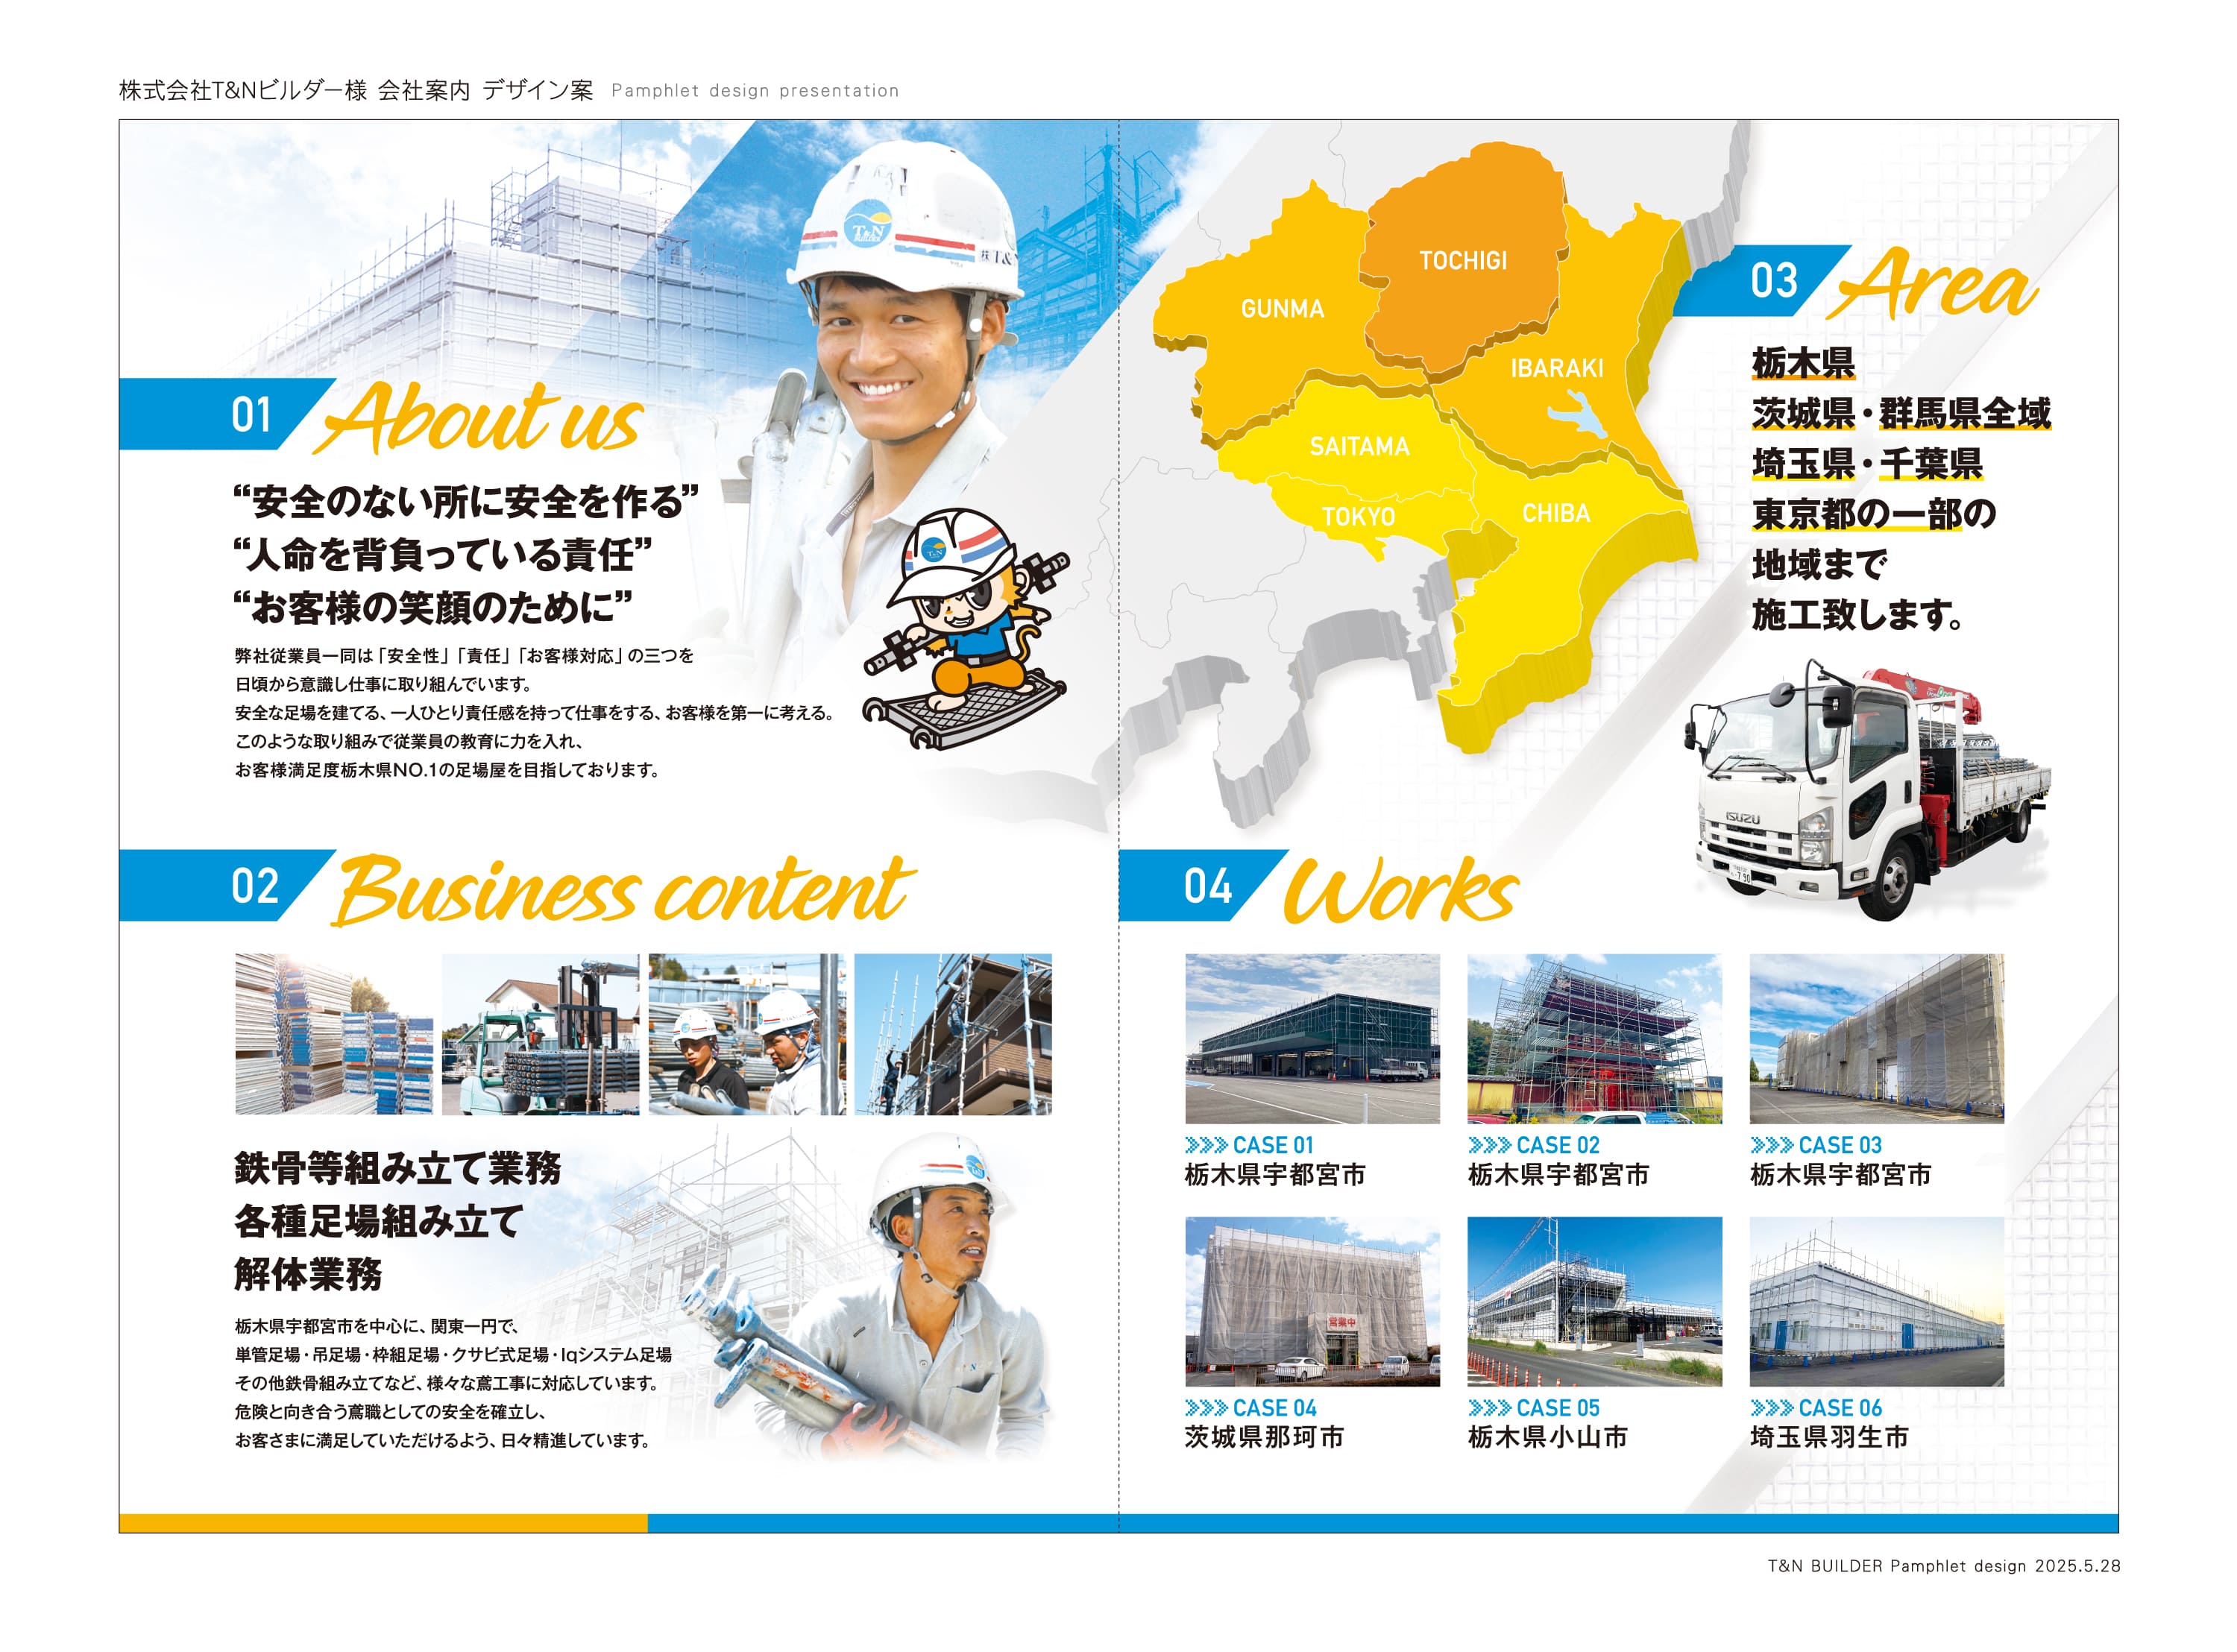 株式会社T&Nビルダー様 会社案内 デザイン案 Pamphlet design presentation
T&N
BUILDER
株T&
01 About us
“安全のない所に安全を作る”
“人命を背負っている責任”
“お客様の笑顔のために”
弊社従業員一同は「安全性」「責任」「お客様対応」の三つを
日頃から意識し仕事に取り組んでいます。
安全な足場を建てる、一人ひとり責任感を持って仕事をする、お客様を第一に考える。
このような取り組みで従業員の教育に力を入れ、
お客様満足度栃木県NO.1の足場屋を目指しております。
T&N
02 Business content
鉄骨等組み立て業務
各種足場組み立て
解体業務
栃木県宇都宮市を中心に、関東一円で、
単管足場・吊足場・枠組足場・クサビ式足場・Iqシステム足場
その他鉄骨組み立てなど、様々な鳶工事に対応しています。
危険と向き合う鳶職としての安全を確立し、
お客さまに満足していただけるよう、日々精進しています。
TOCHIGI
GUNMA
IBARAKI
SAITAMA
TOKYO
CHIBA
03 Area
栃木県
茨城県・群馬県全域
埼玉県・千葉県
東京都の一部の
地域まで
施工致します。
ISUZU
7 90
04 Works
CASE 01
栃木県宇都宮市
CASE 02
栃木県宇都宮市
CASE 03
栃木県宇都宮市
営業中
CASE 04
茨城県那珂市
CASE 05
栃木県小山市
CASE 06
埼玉県羽生市
T&N BUILDER Pamphlet design 2025.5.28